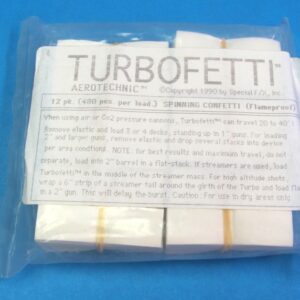 TURBOFETTI™
AEROTECHNIC™ ©Copyright 1990 by Special F/X, Inc.
12 pk. (480 pcs. per load.) SPINNING CONFETTI (Flameproof)
When using air or Co2 pressure cannons, Turbofetti™ can travel 20 to 40'.
Remove elastic and load 3 or 4 decks, standing up in 1" guns. For loading
2" and larger guns, remove elastic and drop several stacks into device
per area conditions. NOTE: for best results and maximum travel, do not
separate, load into 2" barrel in a flat-stack. If streamers are used, load
Turbofetti™ in the middle of the streamer mass. For high altitude shots,
wrap a 6" strip of a streamer tail around the girth of the Turbo and load flat
in a 2" gun. This will delay the burst. Caution: For use in dry areas only.